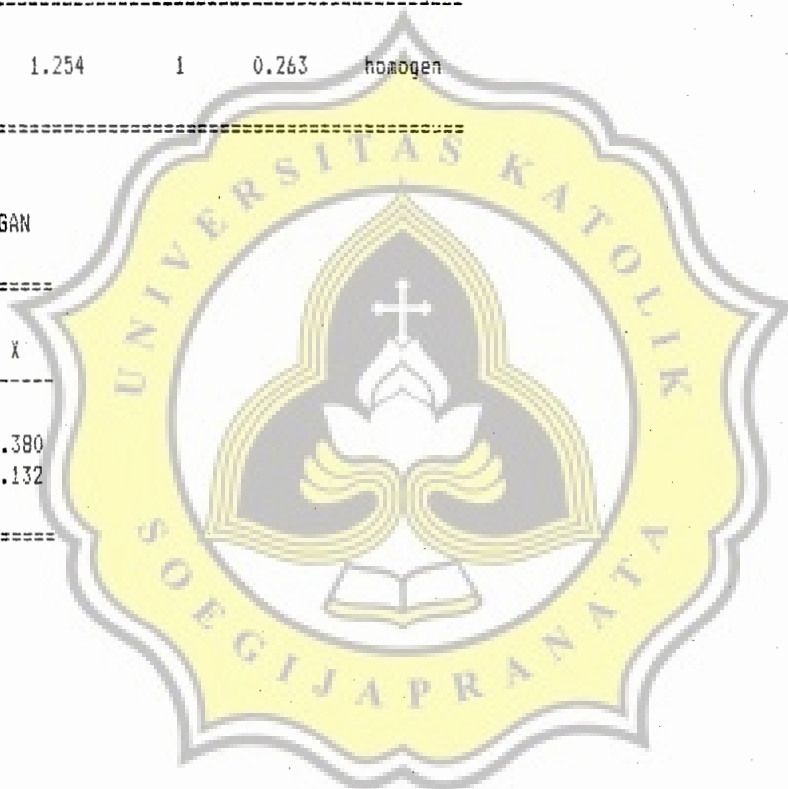 --------------------------------
1.254 1 0.263 homogen
================================
GAN
=====
X
-----
.380
.132
=====
UNIVERSITAS KATOLIK
SOEGIJAPRANATA